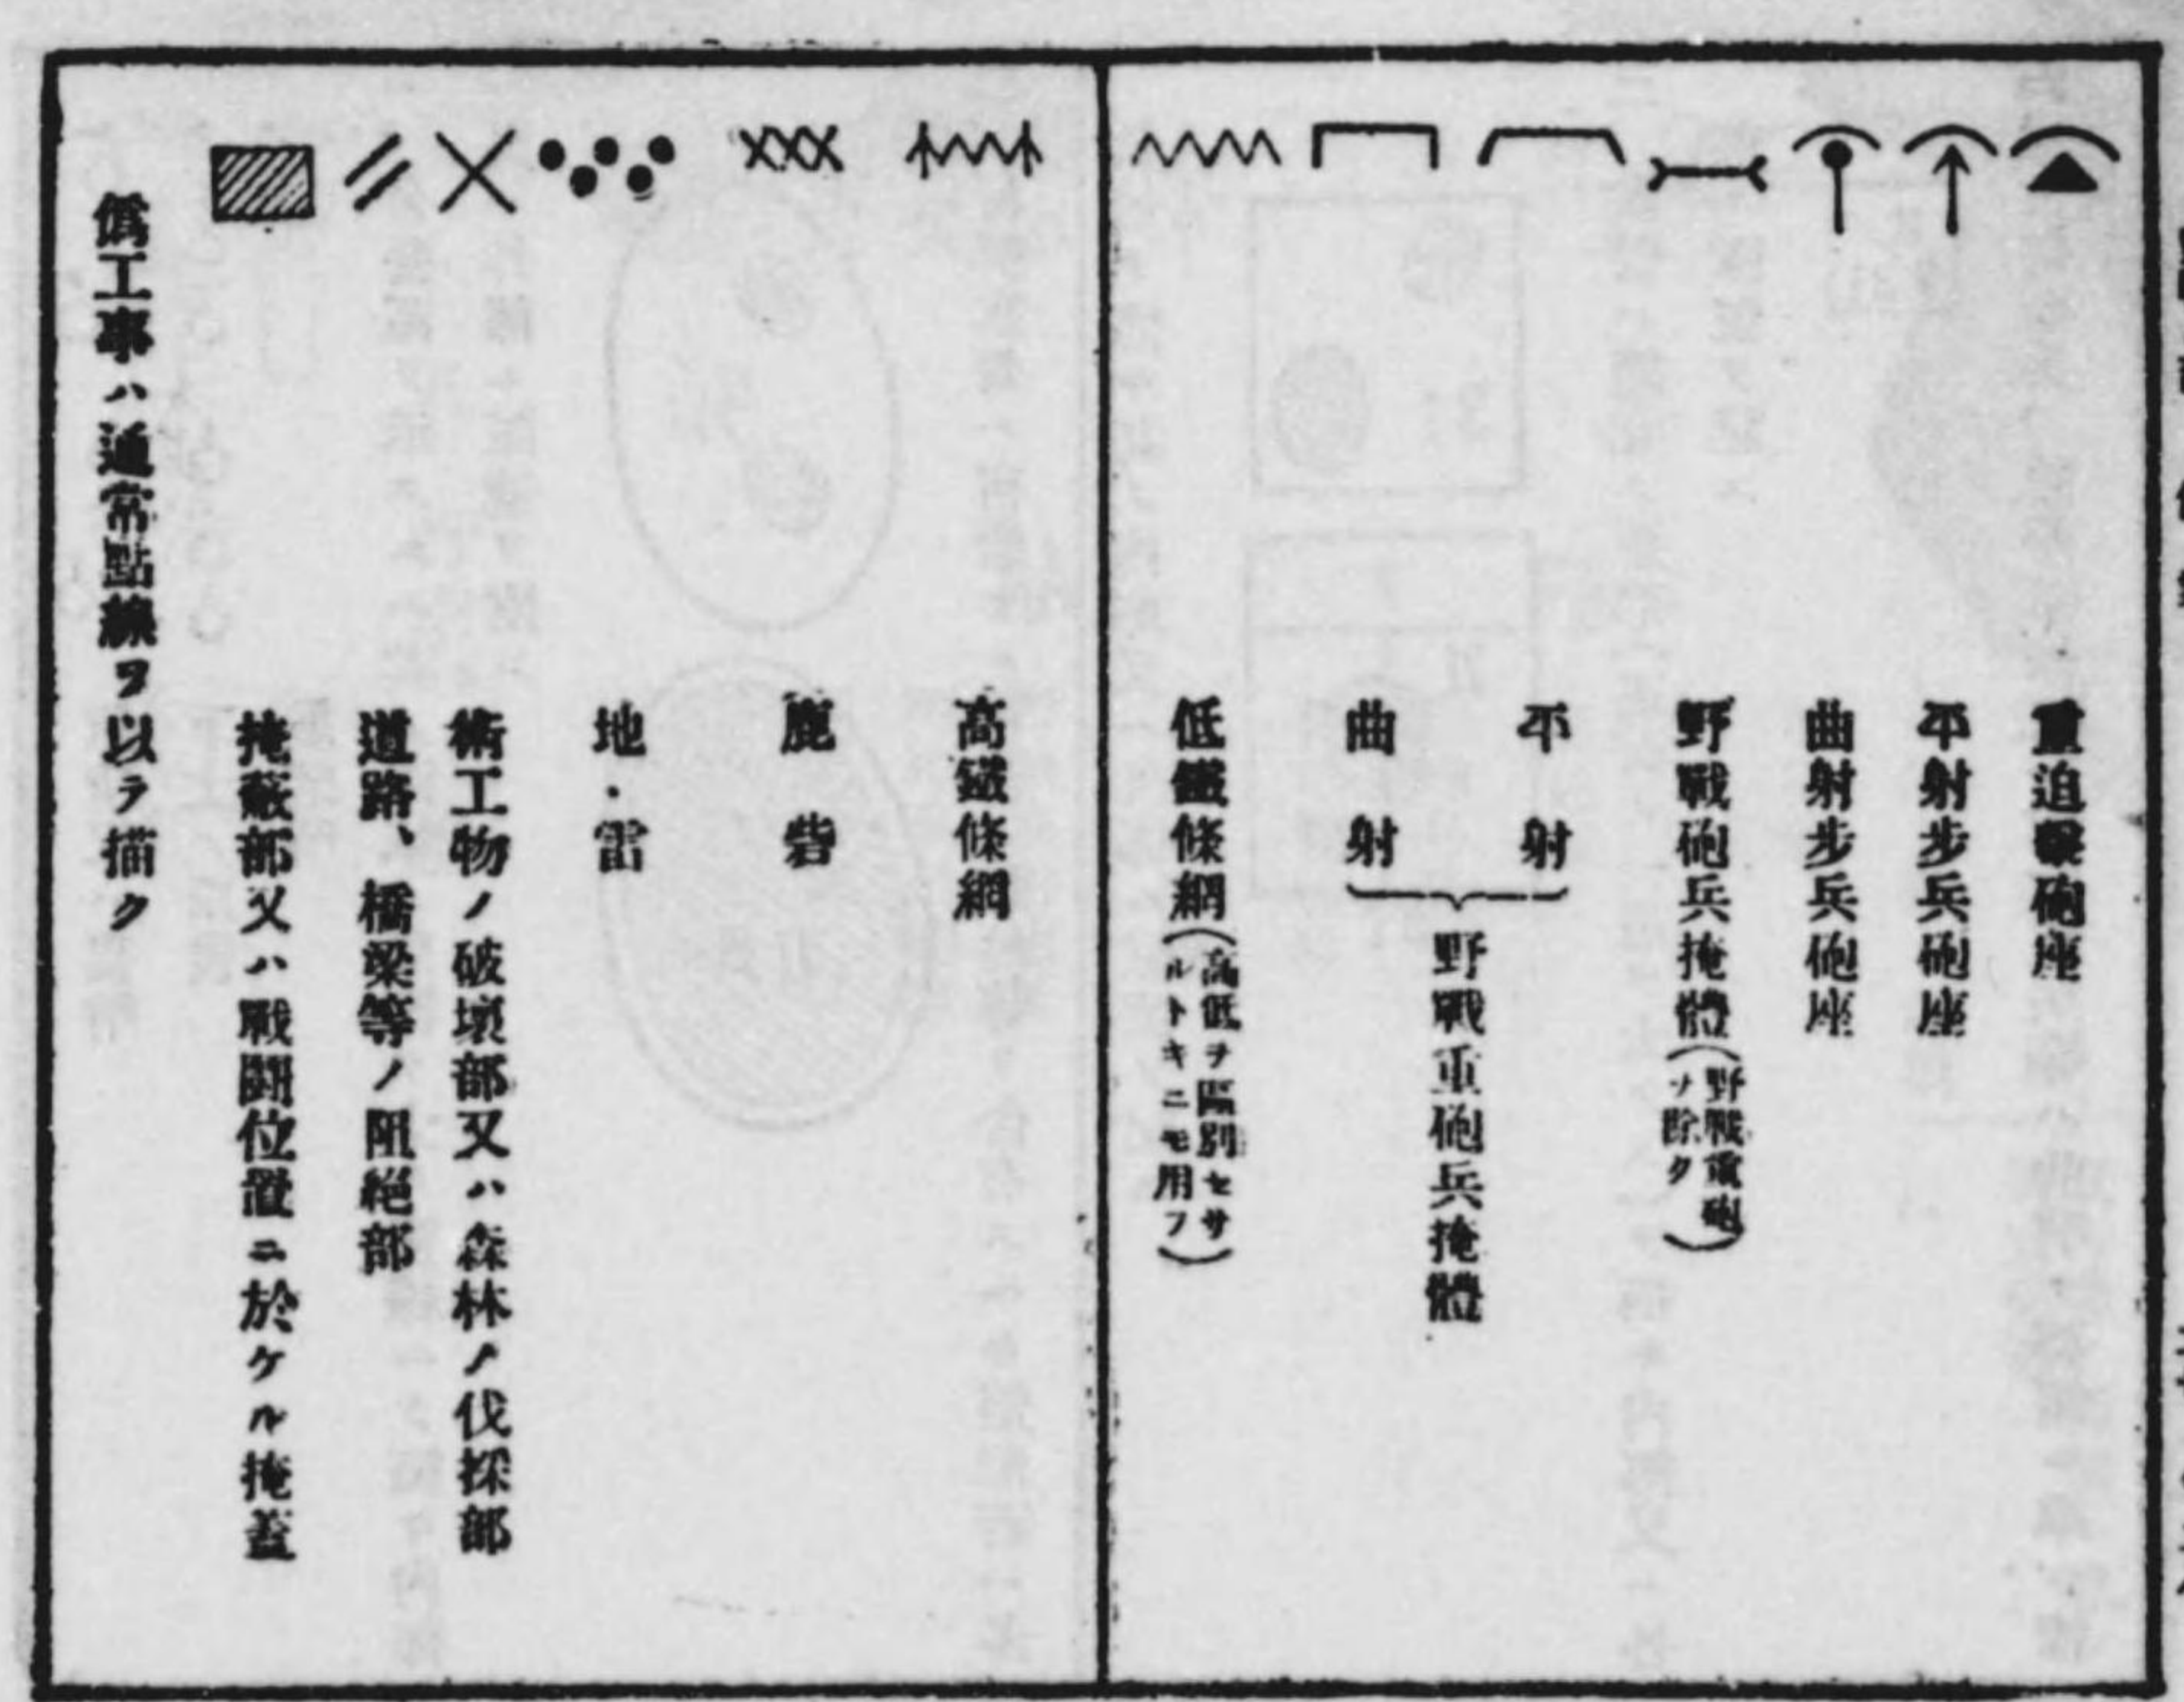 重迫擊砲座
平射步兵砲座
曲射步兵砲座
野戰砲兵掩體(野戰重砲ヲ除ク)
平射
曲射
野戰重砲兵掩體
低鐵條網(高低ヲ區別セサルトキニモ用フ)
高鐵條網
鹿砦
地・雷
術工物ノ破壞部又ハ森林ノ伐採部
道路、橋梁等ノ阻絕部
掩蔽部又ハ戰鬪位置ニ於ケル掩蓋
僞工事ハ通常點線ヲ以テ描ク